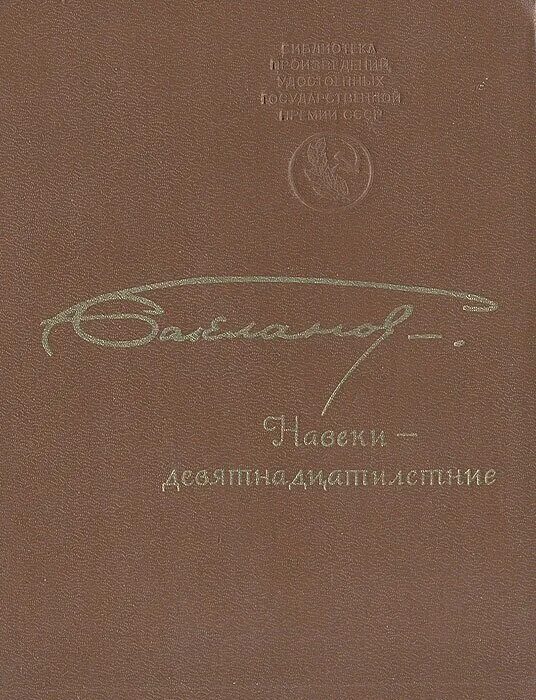 БИБЛИОТЕКА
ПРОИЗВЕДЕНИЙ,
УДОСТОЕННЫХ
ГОСУДАРСТВЕННОЙ
ПРЕМИИ СССР
Бакланов
Навеки —
девятнадцатилетние